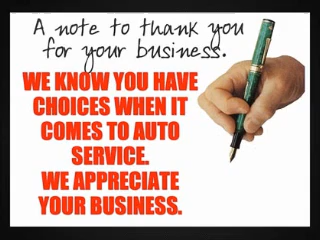 A note to thank you
for your business.
WE KNOW YOU HAVE
CHOICES WHEN IT
COMES TO AUTO
SERVICE.
WE APPRECIATE
YOUR BUSINESS.